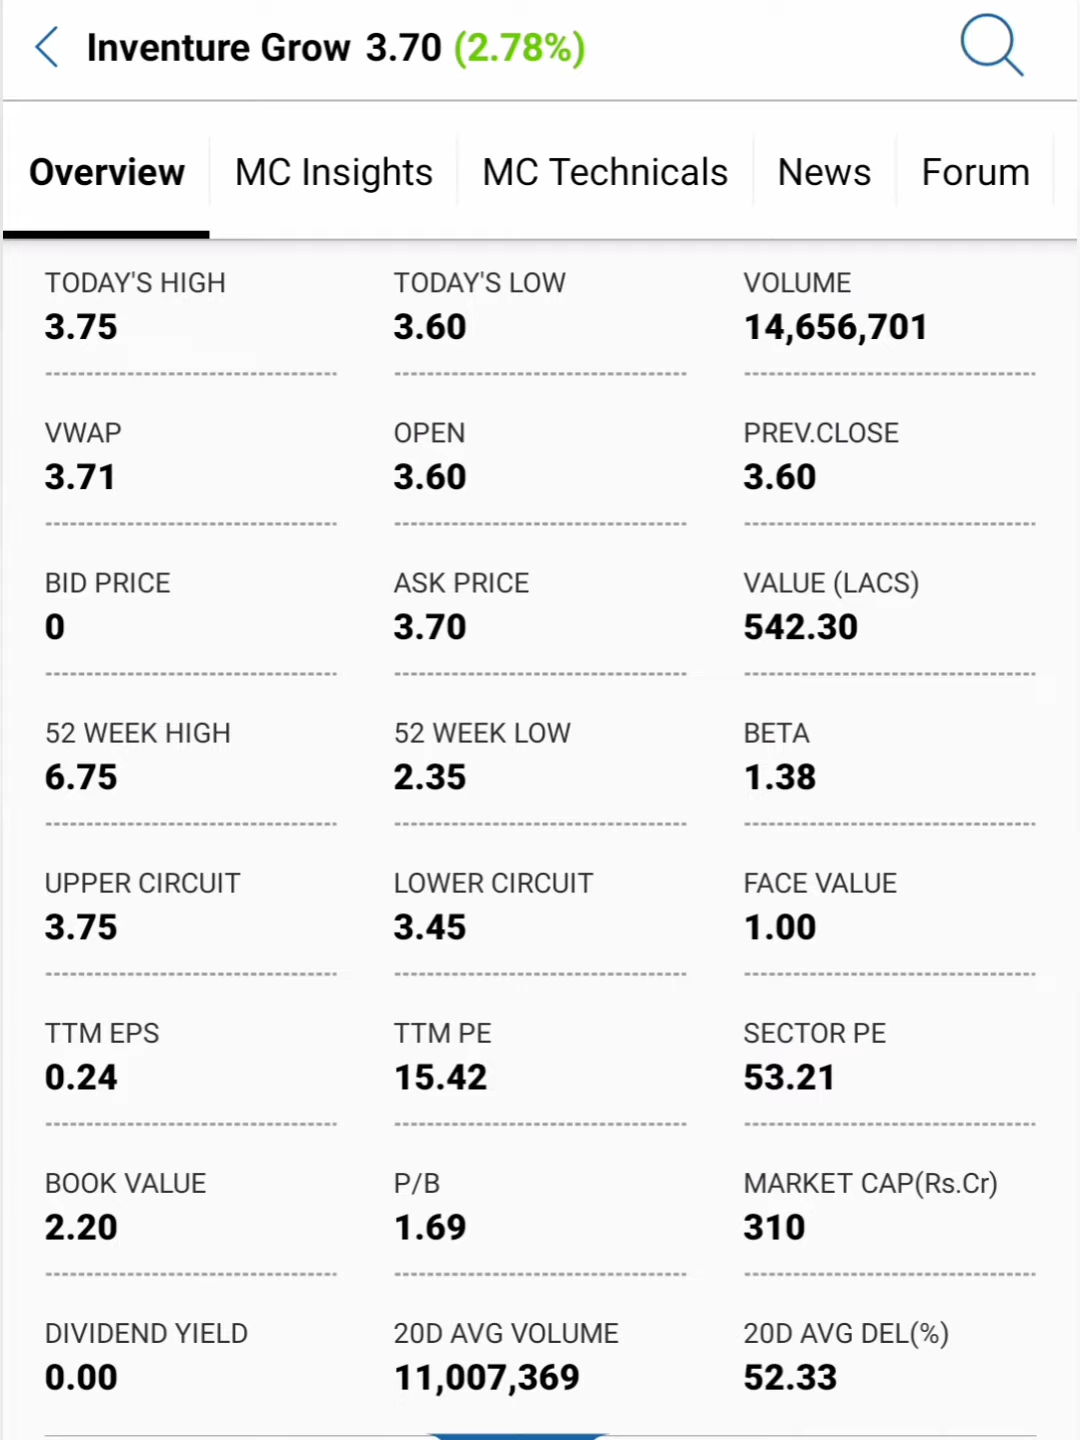 Inventure Grow 3.70 (2.78%)
Overview MC Insights MC Technicals News Forum
TODAY'S HIGH TODAY'S LOW VOLUME
3.75 3.60 14,656,701
VWAP OPEN PREV.CLOSE
3.71 3.60 3.60
BID PRICE ASK PRICE VALUE (LACS)
0 3.70 542.30
52 WEEK HIGH 52 WEEK LOW BETA
6.75 2.35 1.38
UPPER CIRCUIT LOWER CIRCUIT FACE VALUE
3.75 3.45 1.00
TTM EPS TTM PE SECTOR PE
0.24 15.42 53.21
BOOK VALUE P/B MARKET CAP(Rs.Cr)
2.20 1.69 310
DIVIDEND YIELD 20D AVG VOLUME 20D AVG DEL(%)
0.00 11,007,369 52.33